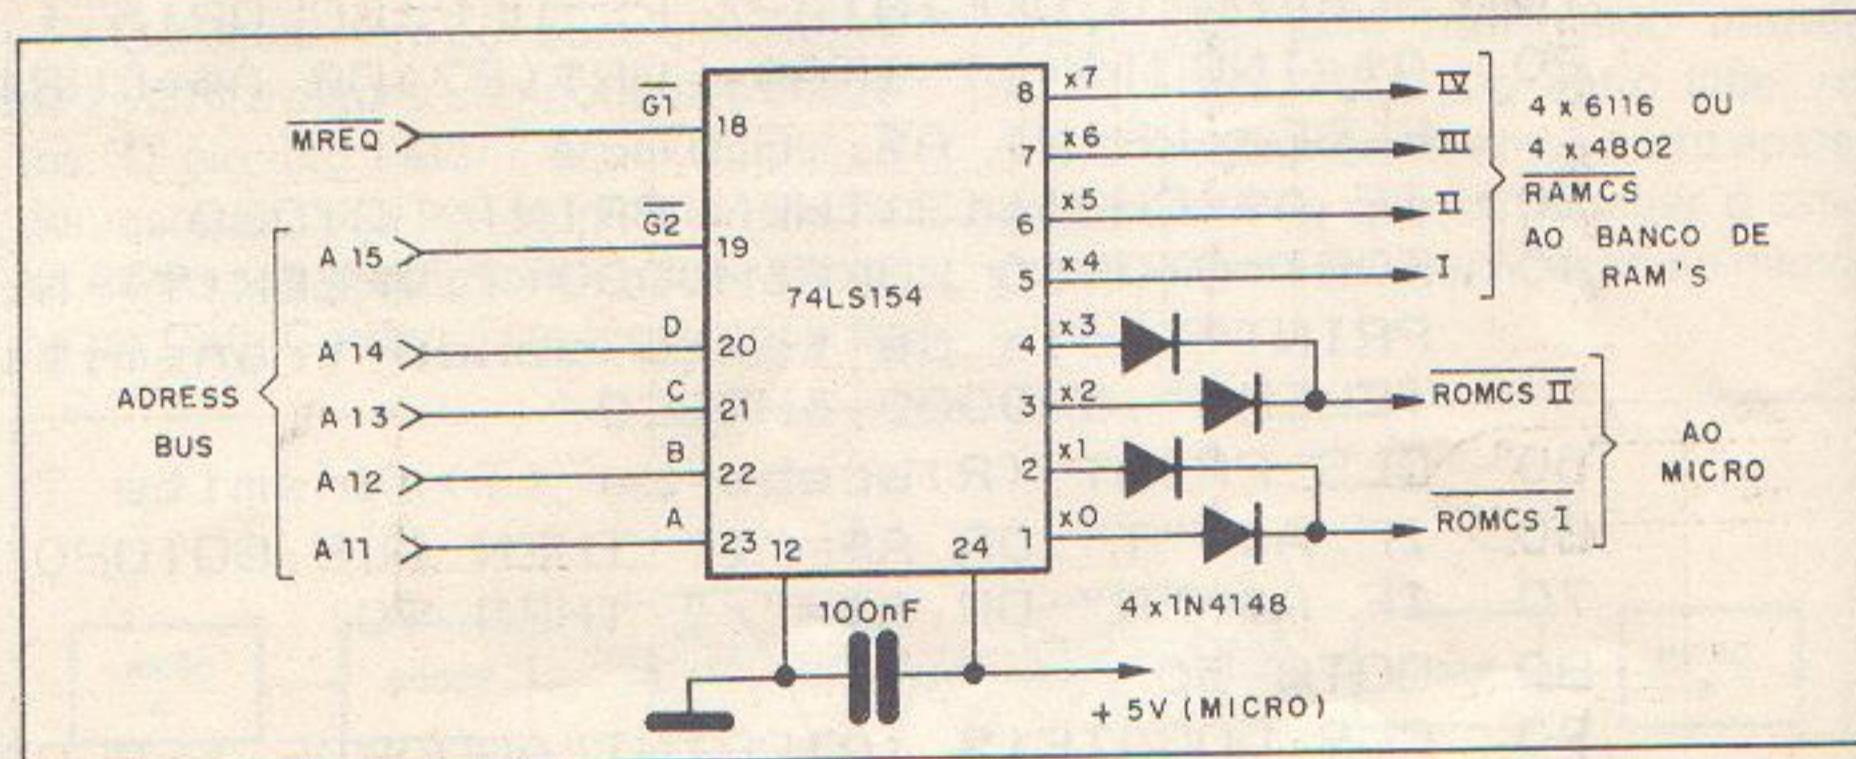 G1
MREQ
18
G2
A 15
19
D
A 14
20
C
A 13
21
B
A 12
22
A
A 11
23
ADRESS
BUS
74LS154
12
24
8
x7
IV
7
x6
III
6
x5
II
5
x4
I
4 x 6116 OU
4 x 4802
RAMCS
AO BANCO DE
RAM'S
4
x3
3
x2
ROMCS II
2
x1
1
x0
ROMCS I
AO
MICRO
4 x 1N4148
100nF
+ 5V (MICRO)